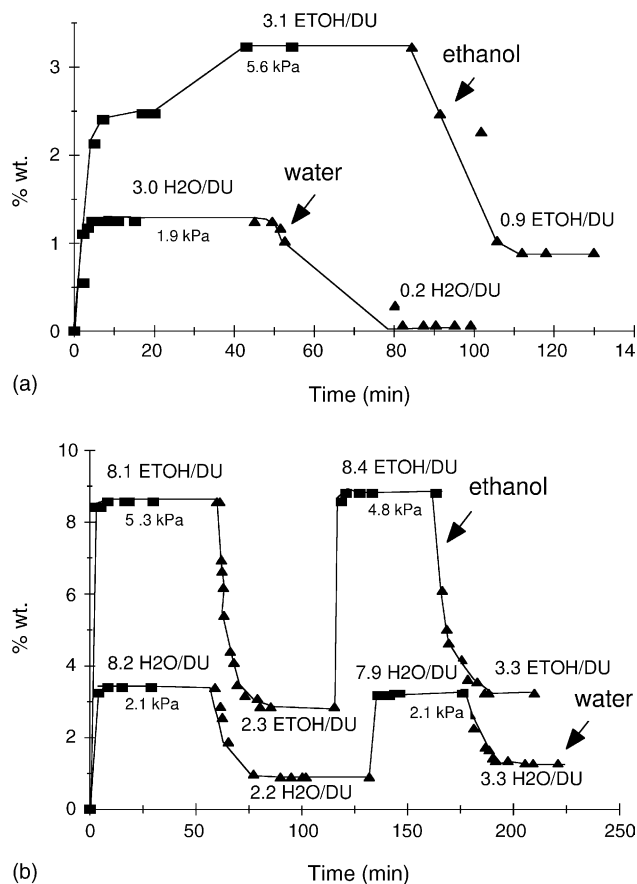 3.1 ETOH/DU
5.6 kPa
ethanol
3.0 H2O/DU
1.9 kPa
water
0.9 ETOH/DU
0.2 H2O/DU
% wt.
3
2
1
0
0 20 40 60 80 100 120 14
Time (min)
(a)
10
8
6
4
2
0
% wt.
8.1 ETOH/DU
5 .3 kPa
8.4 ETOH/DU
4.8 kPa
ethanol
8.2 H2O/DU
2.1 kPa
7.9 H2O/DU
2.1 kPa
3.3 ETOH/DU
water
2.3 ETOH/DU
2.2 H2O/DU
3.3 H2O/DU
0 50 100 150 200 250
Time (min)
(b)